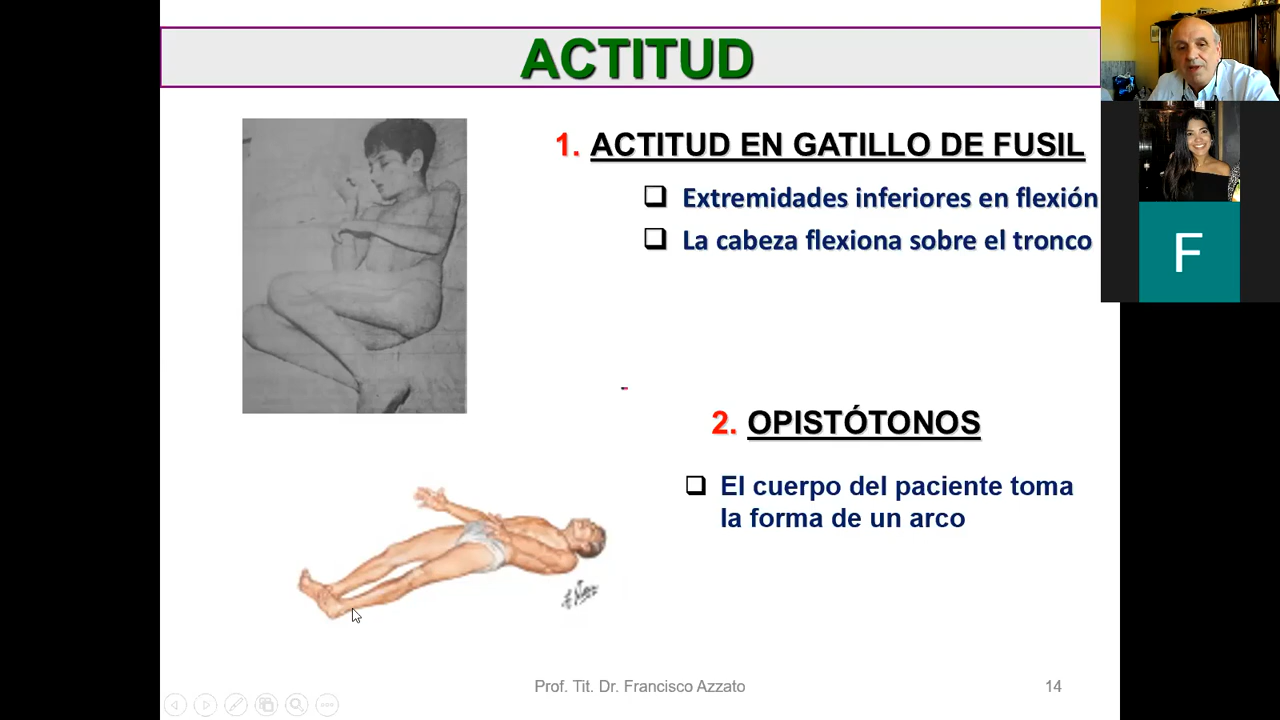 ACTITUD
1. ACTITUD EN GATILLO DE FUSIL
Extremidades inferiores en flexión
La cabeza flexiona sobre el tronco
2. OPISTÓTONOS
El cuerpo del paciente toma
la forma de un arco
Prof. Tit. Dr. Francisco Azzato
14
F